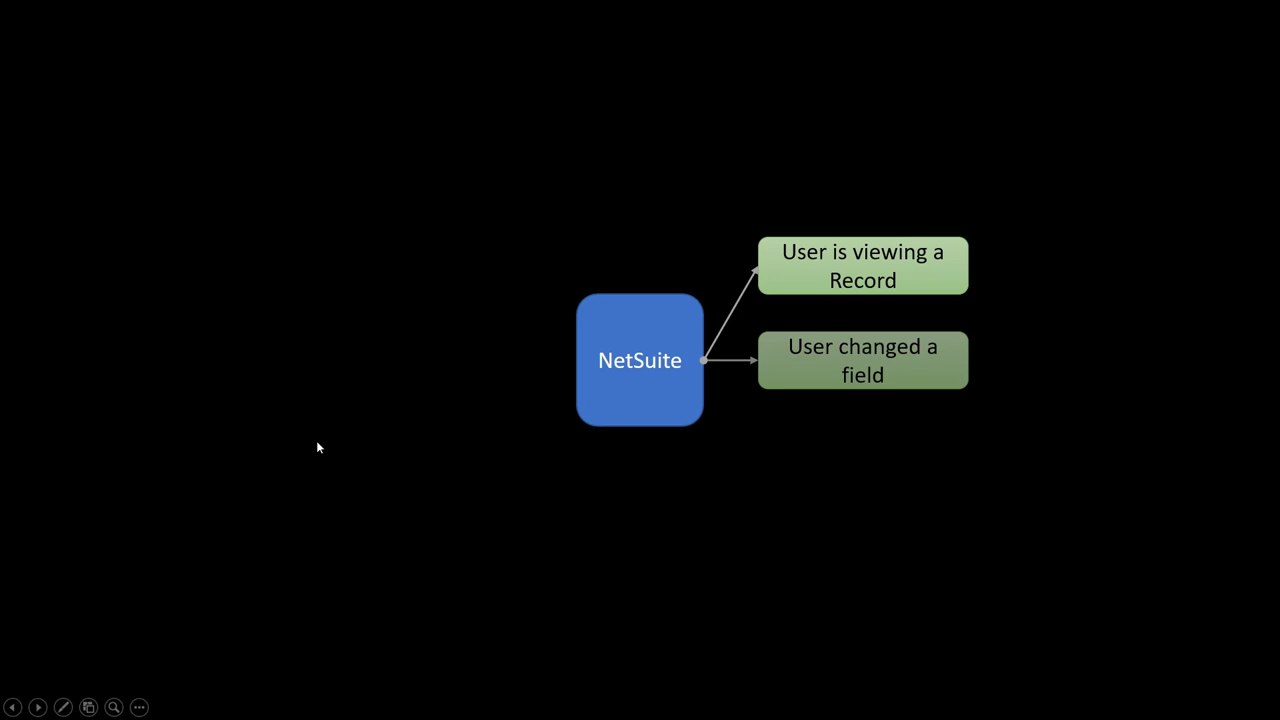 User is viewing a
Record
NetSuite
User changed a
field